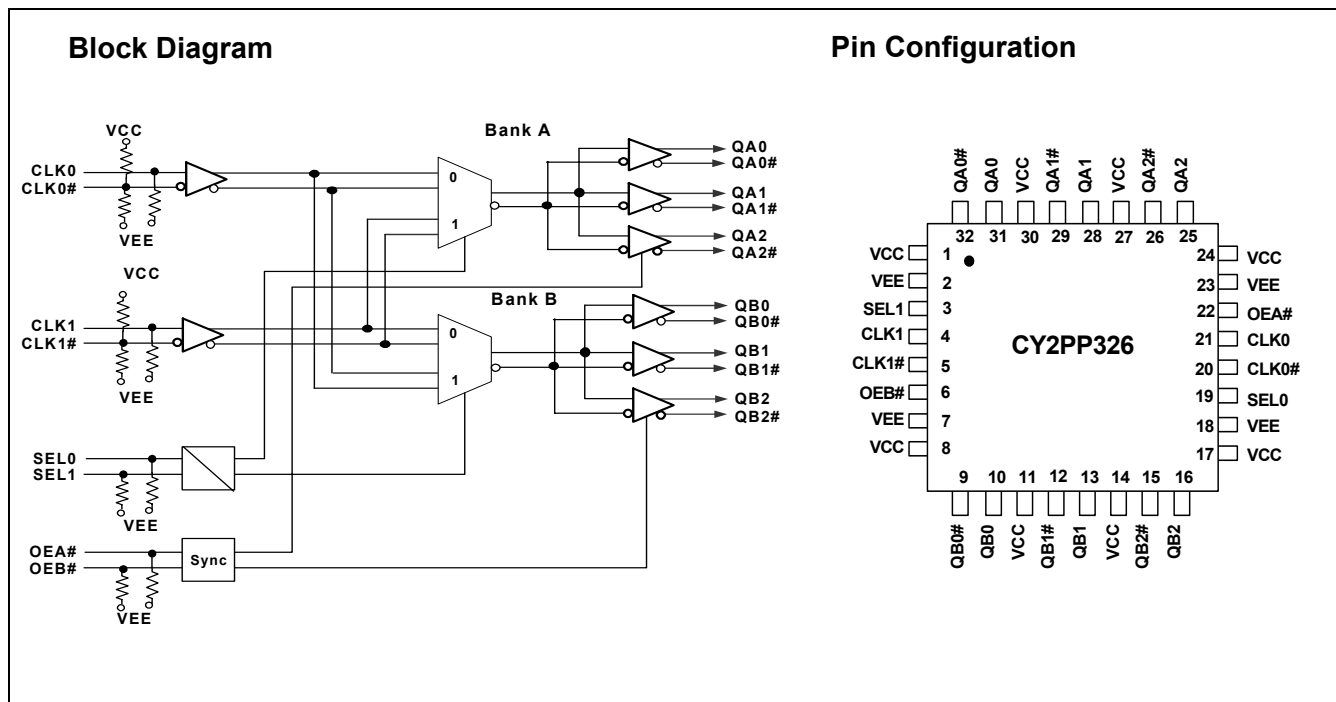 Block Diagram
Pin Configuration
VCC
CLK0
CLK0#
VEE
VCC
CLK1
CLK1#
VEE
SEL0
SEL1
VEE
OEA#
OEB#
VEE
Sync
Bank A
0
1
Bank B
0
1
QA0
QA0#
QA1
QA1#
QA2
QA2#
QB0
QB0#
QB1
QB1#
QB2
QB2#
QA0# QA0 VCC QA1# QA1 VCC QA2# QA2
32 31 30 29 28 27 26 25
VCC 1
VEE 2
SEL1 3
CLK1 4
CLK1# 5
OEB# 6
VEE 7
VCC 8
CY2PP326
24 VCC
23 VEE
22 OEA#
21 CLK0
20 CLK0#
19 SEL0
18 VEE
17 VCC
9 10 11 12 13 14 15 16
QB0# QB0 VCC QB1# QB1 VCC QB2# QB2